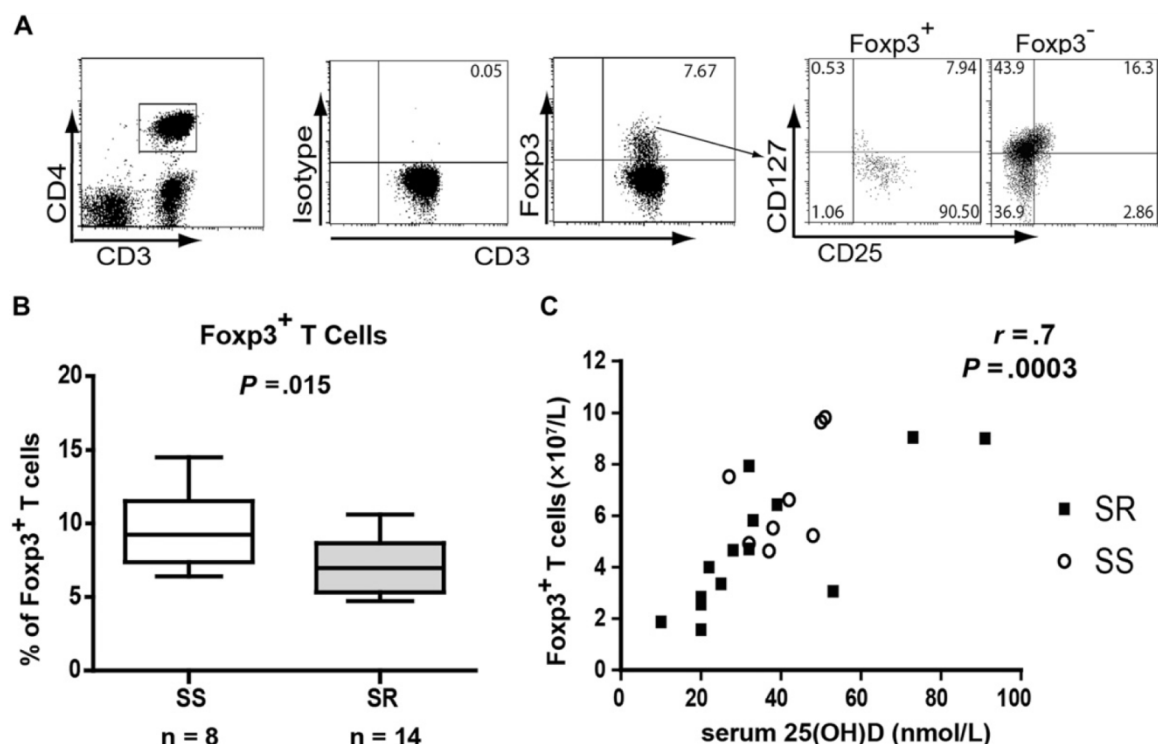 A
CD4
CD3
Isotype
0.05
Foxp3
7.67
CD3
Foxp3+
0.53 7.94
1.06 90.50
Foxp3-
43.9 16.3
36.9 2.86
CD127
CD25
B
Foxp3+ T Cells
P = .015
% of Foxp3+ T cells
20
15
10
5
0
SS SR
n = 8 n = 14
C
r = .7
P = .0003
Foxp3+ T cells (×10⁷/L)
12
10
8
6
4
2
0
0 20 40 60 80 100
serum 25(OH)D (nmol/L)
SR
SS